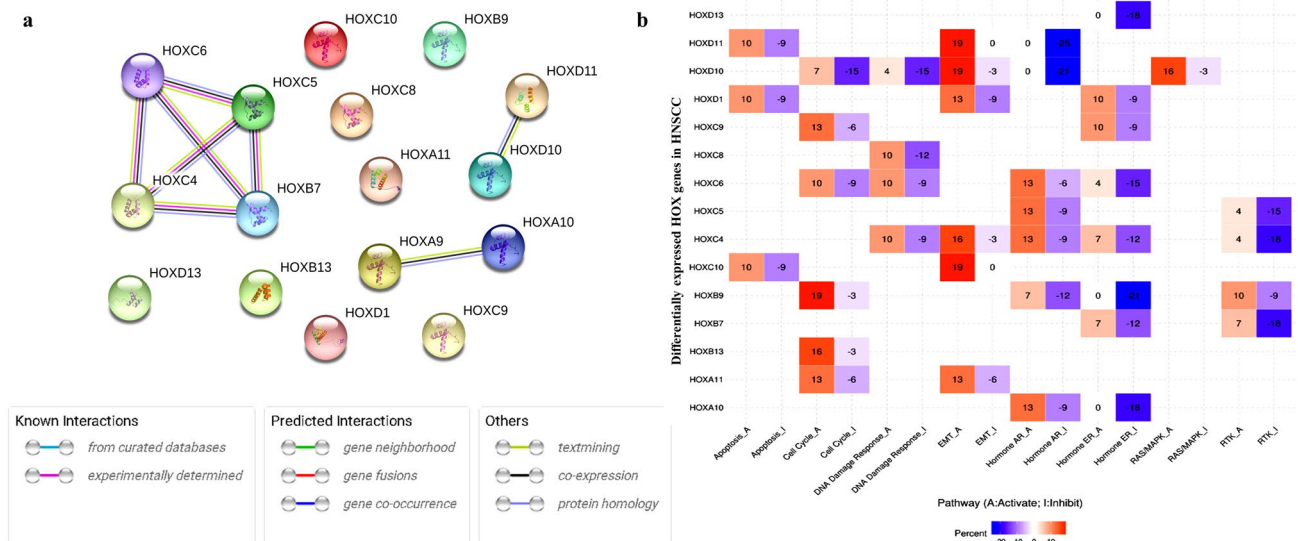 a
HOXC10
HOXB9
HOXC6
HOXC5
HOXD11
HOXC8
HOXA11
HOXD10
HOXC4
HOXB7
HOXA9
HOXA10
HOXD13
HOXB13
HOXD1
HOXC9
Known Interactions
from curated databases
experimentally determined
Predicted Interactions
gene neighborhood
gene fusions
gene co-occurrence
Others
textmining
co-expression
protein homology
b
Differentially expressed HOX genes in HNSCC
HOXD13 0 -18
HOXD11 10 -9 19 0 0
HOXD10 7 -15 4 -15 19 -3 0 -21 16 -3
HOXD1 10 -9 13 -9 10 -9
HOXC9 13 -6 10 -9
HOXC8 10 -12
HOXC6 10 -9 10 -9 13 -6 4 -15
HOXC5 13 -9 4 -15
HOXC4 10 -9 16 -3 13 -9 7 -12 4 -18
HOXC10 10 -9 19 0
HOXB9 19 -3 7 -12 0 -21 10 -9
HOXB7 7 -12 7 -18
HOXB13 16 -3
HOXA11 13 -6 13 -6
HOXA10 13 -9 0 -18
Apoptosis_A
Apoptosis_I
Cell Cycle_A
Cell Cycle_I
DNA Damage Response_A
DNA Damage Response_I
EMT_A
EMT_I
Hormone AR_A
Hormone AR_I
Hormone ER_A
Hormone ER_I
RAS/MAPK_A
RAS/MAPK_I
RTK_A
RTK_I
Pathway (A:Activate; I:Inhibit)
Percent